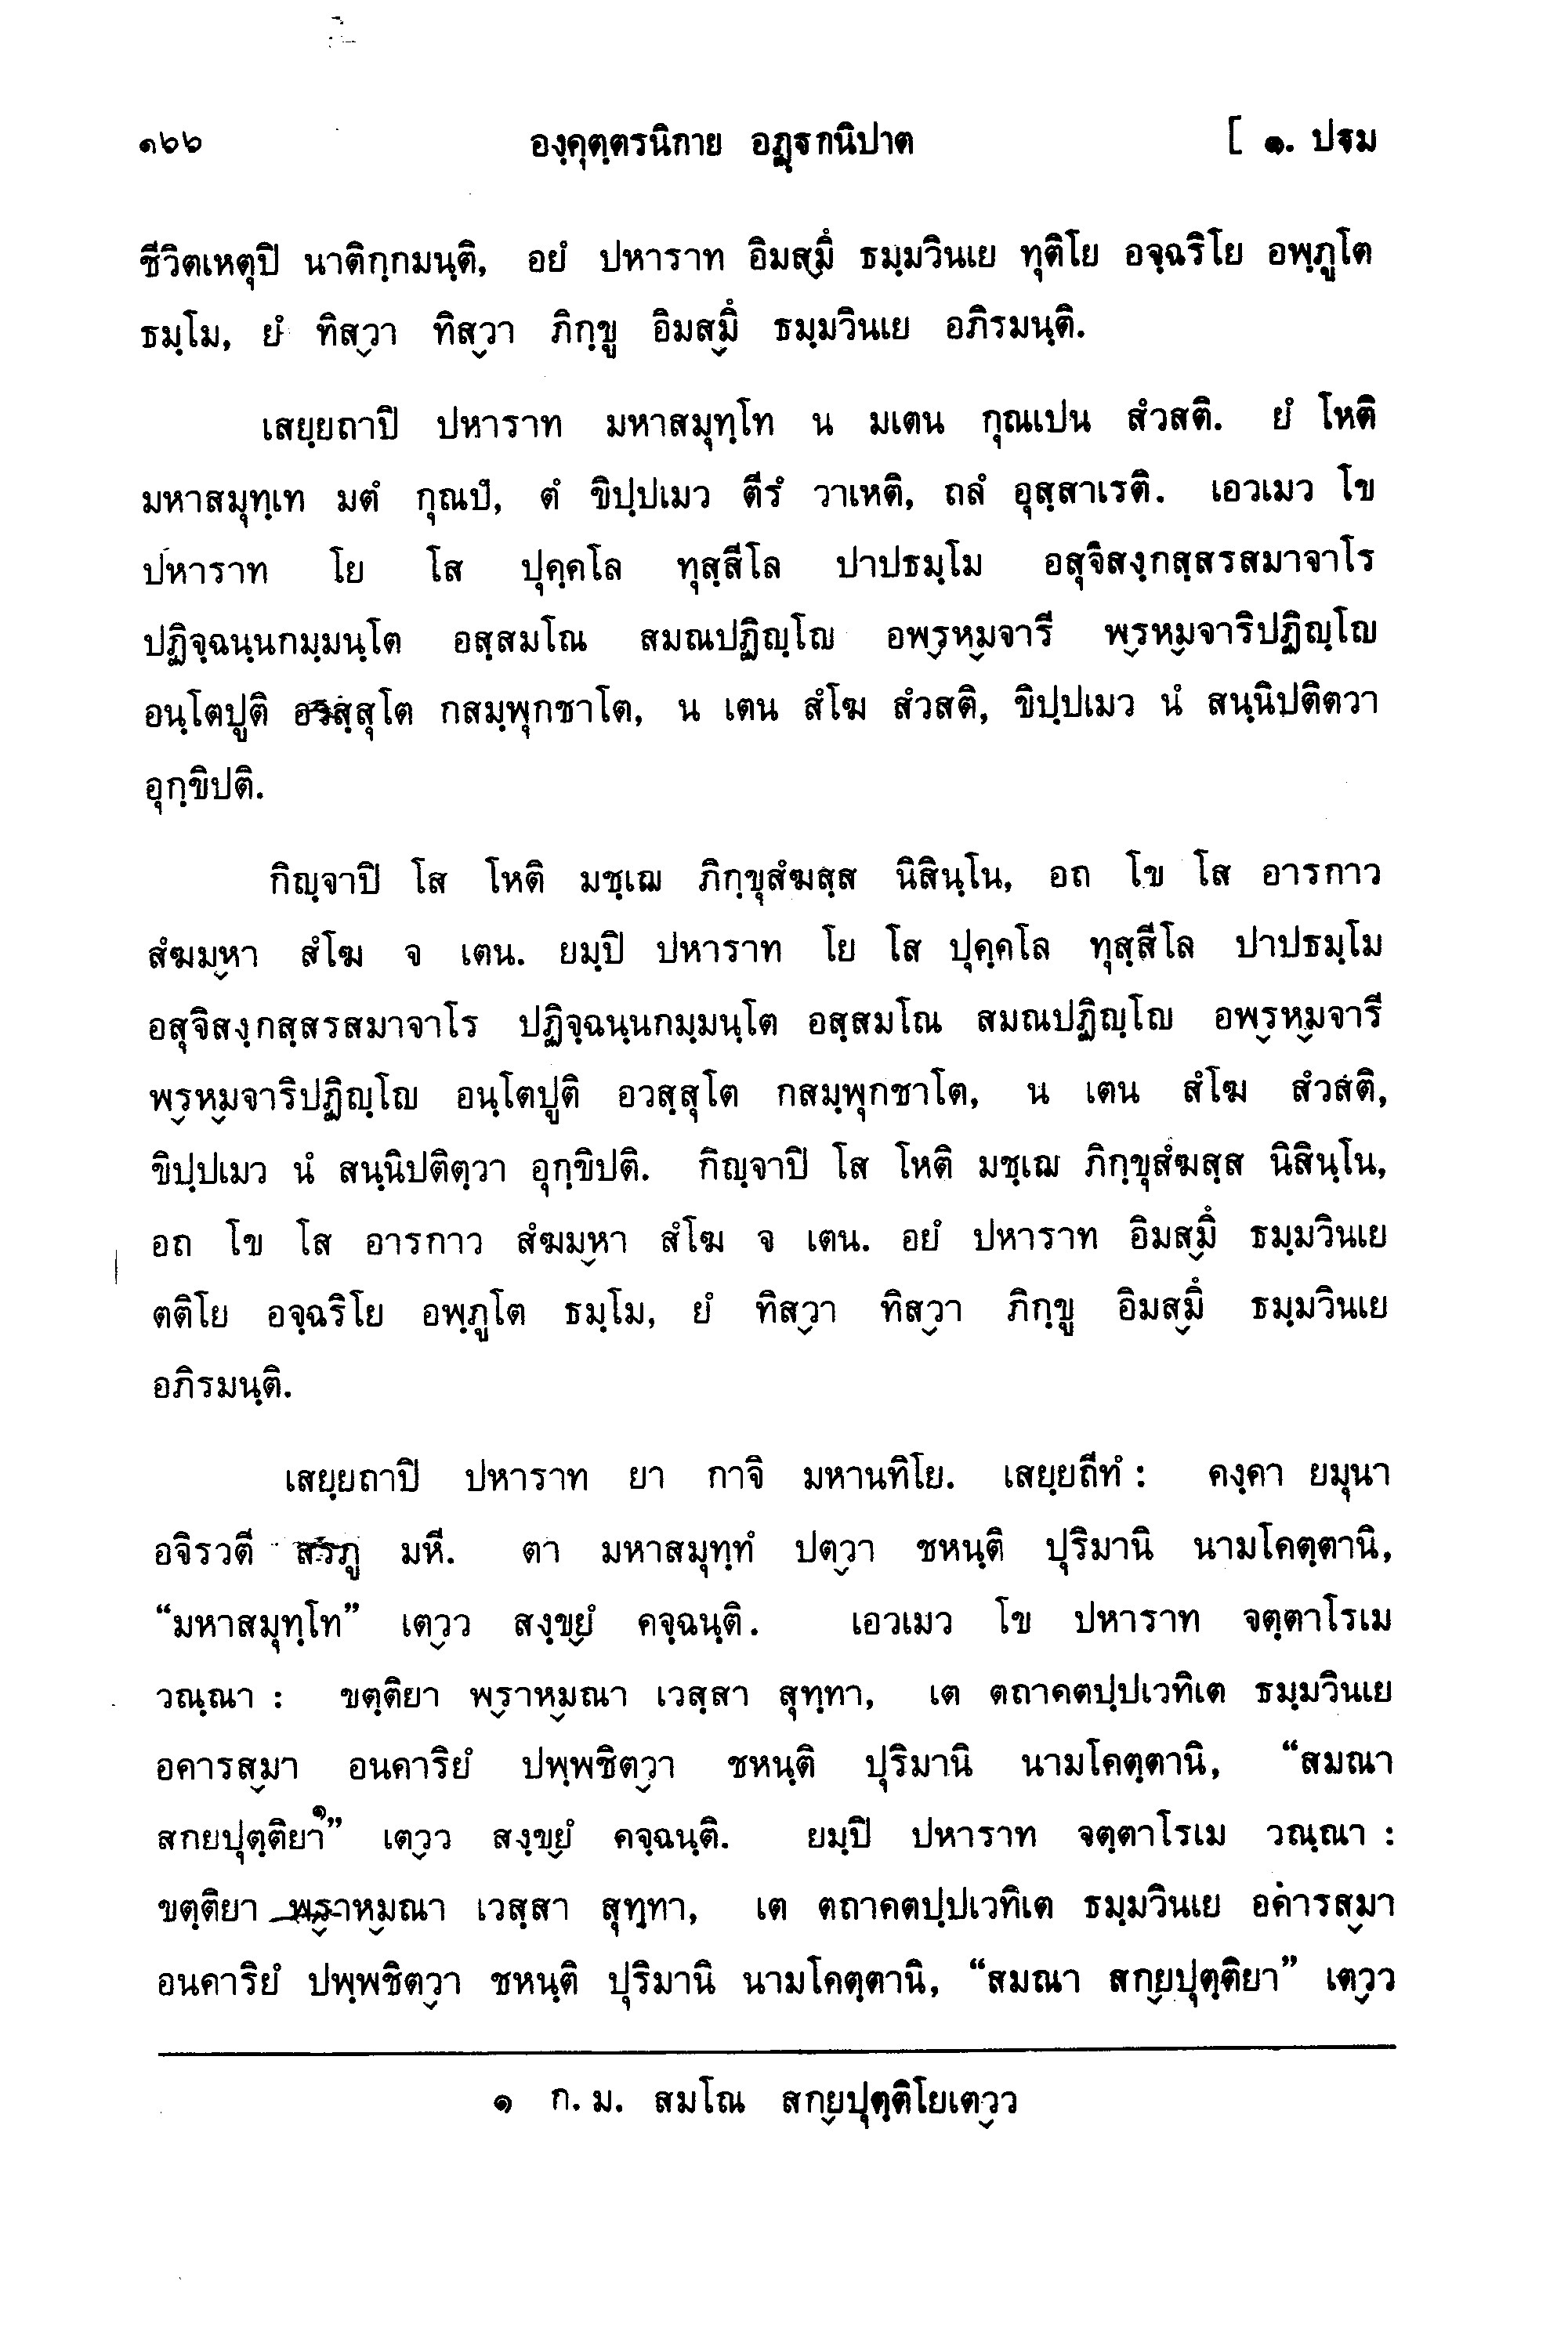 ๑๖๖ องฺคุตฺตรนิกาย อฏฺฐกนิปาต [ ๑. ปฐม
ชีวิตเหตุปิ นาติกฺกมนฺติ, อยํ ปหาราท อิมสฺมึ ธมฺมวินเย ทุติโย อจฺฉริโย อพฺภูโต
ธมฺโม, ยํ ทิสฺวา ทิสฺวา ภิกฺขู อิมสฺมึ ธมฺมวินเย อภิรมนฺติ.
เสยฺยถาปิ ปหาราท มหาสมุทฺโท น มเตน กุณเปน สํวสติ. ยํ โหติ
มหาสมุทฺเท มตํ กุณปํ, ตํ ขิปฺปเมว ตีรํ วาเหติ, ถลํ อุสฺสาเรติ. เอวเมว โข
ปหาราท โย โส ปุคฺคโล ทุสฺสีโล ปาปธมฺโม อสุจิสงฺกสฺสรสมาจาโร
ปฏิจฺฉนฺนกมฺมนฺโต อสฺสมโณ สมณปฏิญฺโญ อพฺรหฺมจารี พฺรหฺมจาริปฏิญฺโญ
อนฺโตปูติ อวสฺสุโต กสมฺพุกชาโต, น เตน สํโฆ สํวสติ, ขิปฺปเมว นํ สนฺนิปติตวา
อุกฺขิปติ.
กิญฺจาปิ โส โหติ มชฺเฌ ภิกฺขุสํฆสฺส นิสินฺโน, อถ โข โส อารกาว
สํฆมฺหา สํโฆ จ เตน. ยมฺปิ ปหาราท โย โส ปุคฺคโล ทุสฺสีโล ปาปธมฺโม
อสุจิสงฺกสฺสรสมาจาโร ปฏิจฺฉนฺนกมฺมนฺโต อสฺสมโณ สมณปฏิญฺโญ อพฺรหฺมจารี
พฺรหฺมจาริปฏิญฺโญ อนฺโตปูติ อวสฺสุโต กสมฺพุกชาโต, น เตน สํโฆ สํวสติ,
ขิปฺปเมว นํ สนฺนิปติตฺวา อุกฺขิปติ. กิญฺจาปิ โส โหติ มชฺเฌ ภิกฺขุสํฆสฺส นิสินฺโน,
อถ โข โส อารกาว สํฆมฺหา สํโฆ จ เตน. อยํ ปหาราท อิมสฺมึ ธมฺมวินเย
ตติโย อจฺฉริโย อพฺภูโต ธมฺโม, ยํ ทิสฺวา ทิสฺวา ภิกฺขู อิมสฺมึ ธมฺมวินเย
อภิรมนฺติ.
เสยฺยถาปิ ปหาราท ยา กาจิ มหานทิโย. เสยฺยถีทํ : คงฺคา ยมุนา
อจิรวตี สรภู มหี. ตา มหาสมุทฺทํ ปตฺวา ชหนฺติ ปุริมานิ นามโคตฺตานิ,
“มหาสมุทฺโท” เตฺวว สงฺขฺยํ คจฺฉนฺติ. เอวเมว โข ปหาราท จตฺตาโรเม
วณฺณา : ขตฺติยา พฺราหฺมณา เวสฺสา สุทฺทา, เต ตถาคตปฺปเวทิเต ธมฺมวินเย
อคารสฺมา อนคาริยํ ปพฺพชิตฺวา ชหนฺติ ปุริมานิ นามโคตฺตานิ, “สมณา
สกยปุตฺติยา๑” เตฺวว สงฺขฺยํ คจฺฉนฺติ. ยมฺปิ ปหาราท จตฺตาโรเม วณฺณา :
ขตฺติยา พฺราหฺมณา เวสฺสา สุทฺทา, เต ตถาคตปฺปเวทิเต ธมฺมวินเย อคารสฺมา
อนคาริยํ ปพฺพชิตฺวา ชหนฺติ ปุริมานิ นามโคตฺตานิ, “สมณา สกฺยปุตฺติยา” เตฺวว
๑ ก. ม. สมโณ สกฺยปุตฺติโยเตฺวว